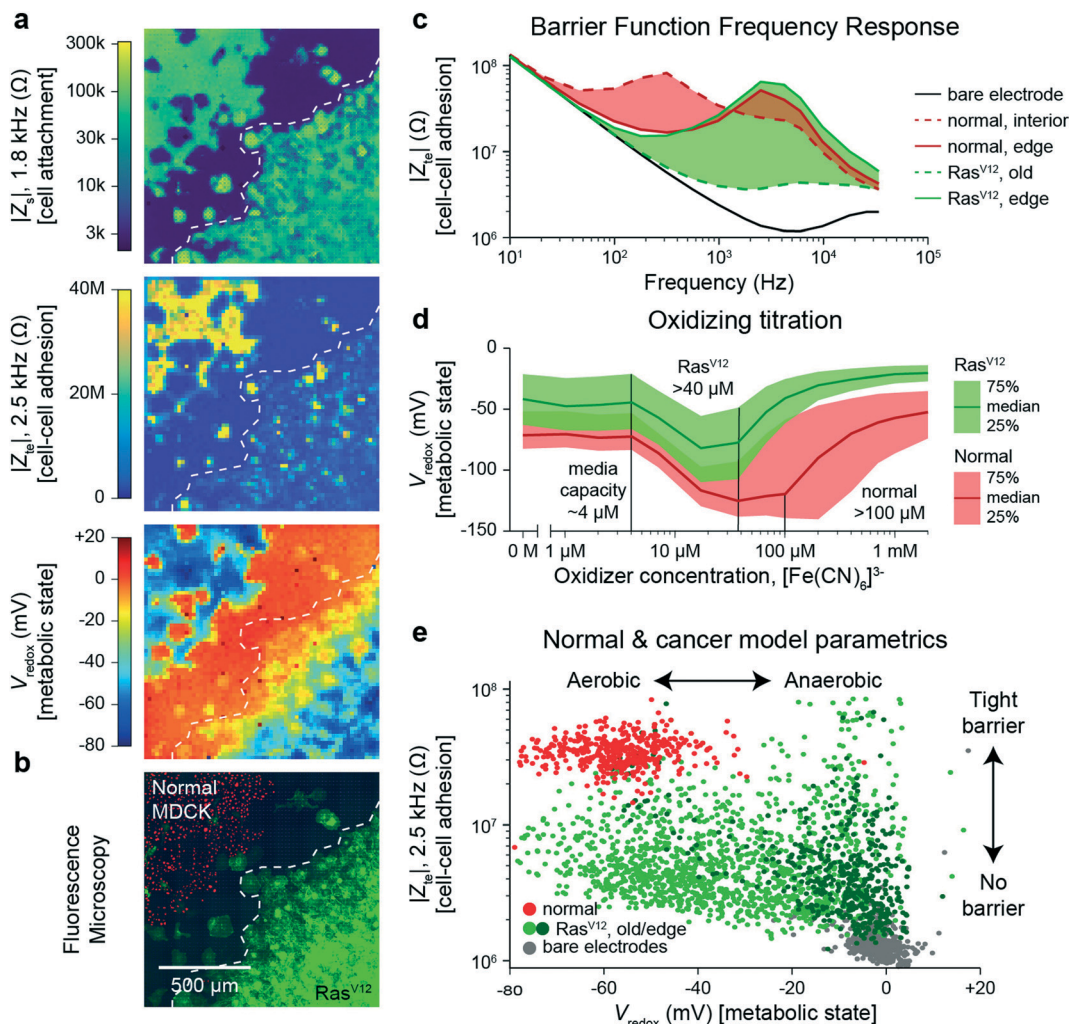 a
300k
100k
30k
10k
3k
|Z_s|, 1.8 kHz (Ω)
[cell attachment]
40M
20M
0
|Z_te|, 2.5 kHz (Ω)
[cell-cell adhesion]
+20
0
-20
-40
-60
-80
V_redox (mV)
[metabolic state]
b
Fluorescence
Microscopy
Normal
MDCK
500 μm
Ras^V12
c
Barrier Function Frequency Response
10^8
10^7
10^6
|Z_te| (Ω)
[cell-cell adhesion]
10^1
10^2
10^3
10^4
10^5
Frequency (Hz)
bare electrode
normal, interior
normal, edge
Ras^V12, old
Ras^V12, edge
d
Oxidizing titration
0
-50
-100
-150
V_redox (mV)
[metabolic state]
Ras^V12
>40 μM
media
capacity
~4 μM
normal
>100 μM
0 M
1 μM
10 μM
100 μM
1 mM
Oxidizer concentration, [Fe(CN)_6]^3-
Ras^V12
75%
median
25%
Normal
75%
median
25%
e
Normal & cancer model parametrics
Aerobic
Anaerobic
10^8
10^7
10^6
|Z_te|, 2.5 kHz (Ω)
[cell-cell adhesion]
Tight
barrier
No
barrier
normal
Ras^V12, old/edge
bare electrodes
-80
-60
-40
-20
0
+20
V_redox (mV) [metabolic state]